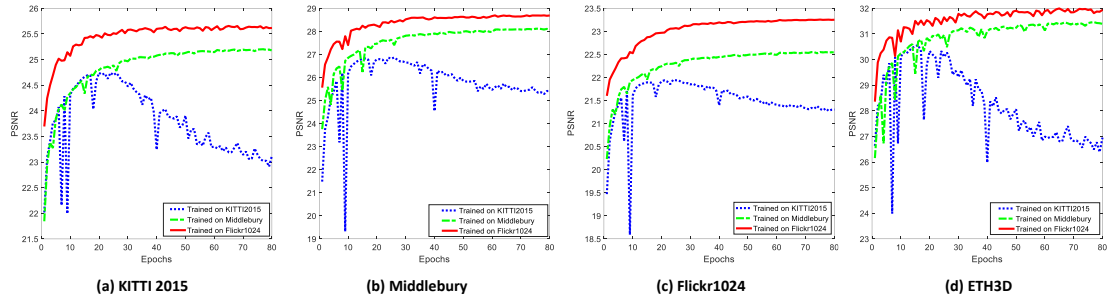 PSNR
26
25.5
25
24.5
24
23.5
23
22.5
22
21.5
0 10 20 30 40 50 60 70 80
Epochs
Trained on KITTI2015
Trained on Middlebury
Trained on Flickr1024
(a) KITTI 2015
PSNR
29
28
27
26
25
24
23
22
21
20
19
0 10 20 30 40 50 60 70 80
Epochs
Trained on KITTI2015
Trained on Middlebury
Trained on Flickr1024
(b) Middlebury
PSNR
23.5
23
22.5
22
21.5
21
20.5
20
19.5
19
18.5
0 10 20 30 40 50 60 70 80
Epochs
Trained on KITTI2015
Trained on Middlebury
Trained on Flickr1024
(c) Flickr1024
PSNR
32
31
30
29
28
27
26
25
24
23
0 10 20 30 40 50 60 70 80
Epochs
Trained on KITTI2015
Trained on Middlebury
Trained on Flickr1024
(d) ETH3D